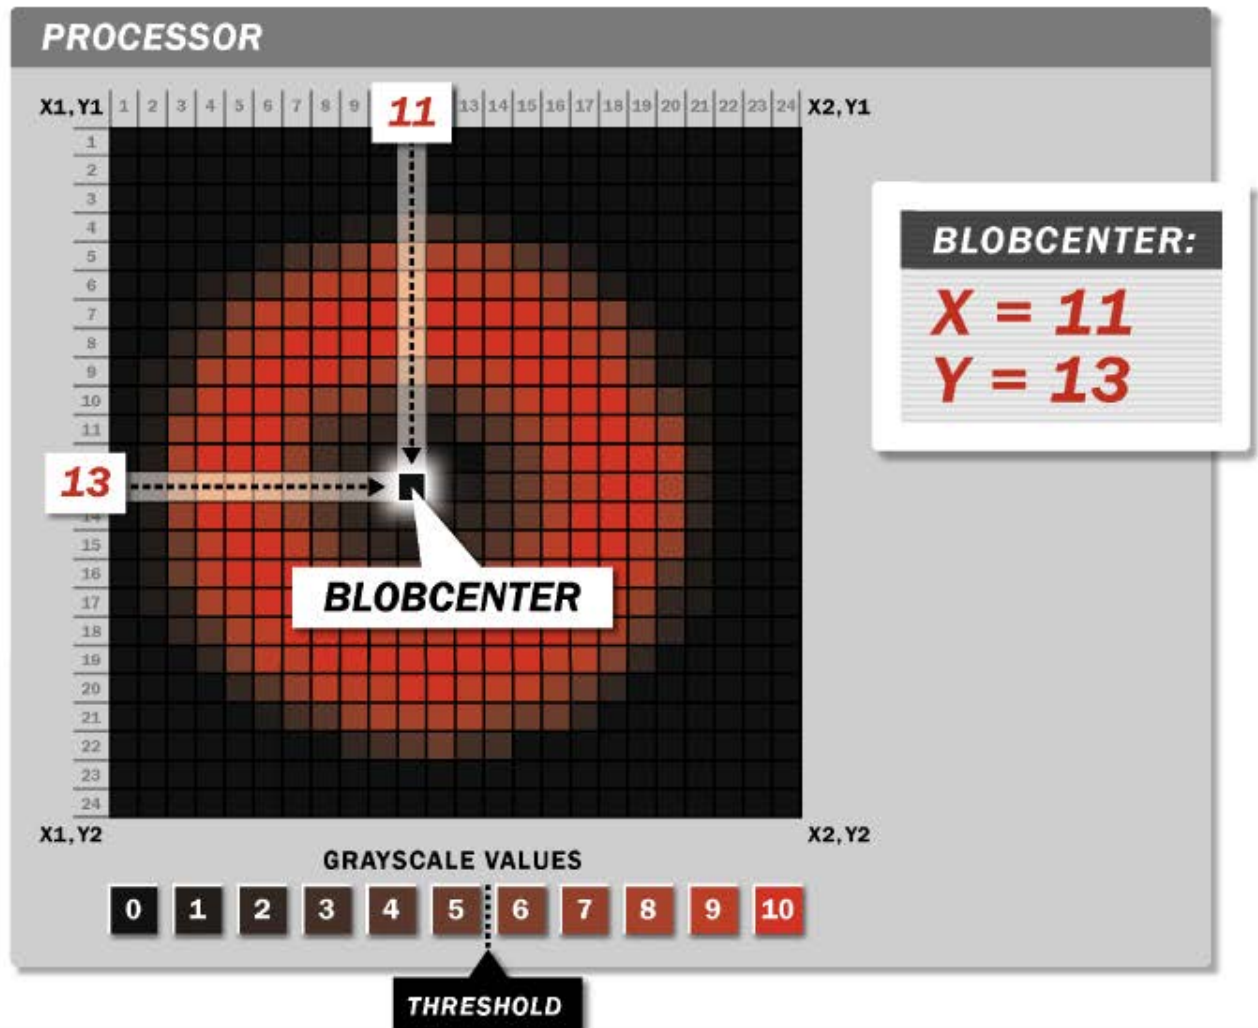 PROCESSOR
X1,Y1 1 2 3 4 5 6 7 8 9 11 13 14 15 16 17 18 19 20 21 22 23 24 X2,Y1
1
2
3
4
5
6
7
8
9
10
11
13
14
15
16
17
18
19
20
21
22
23
24
BLOBCENTER:
X = 11
Y = 13
BLOBCENTER
X1,Y2 X2,Y2
GRAYSCALE VALUES
0 1 2 3 4 5 6 7 8 9 10
THRESHOLD